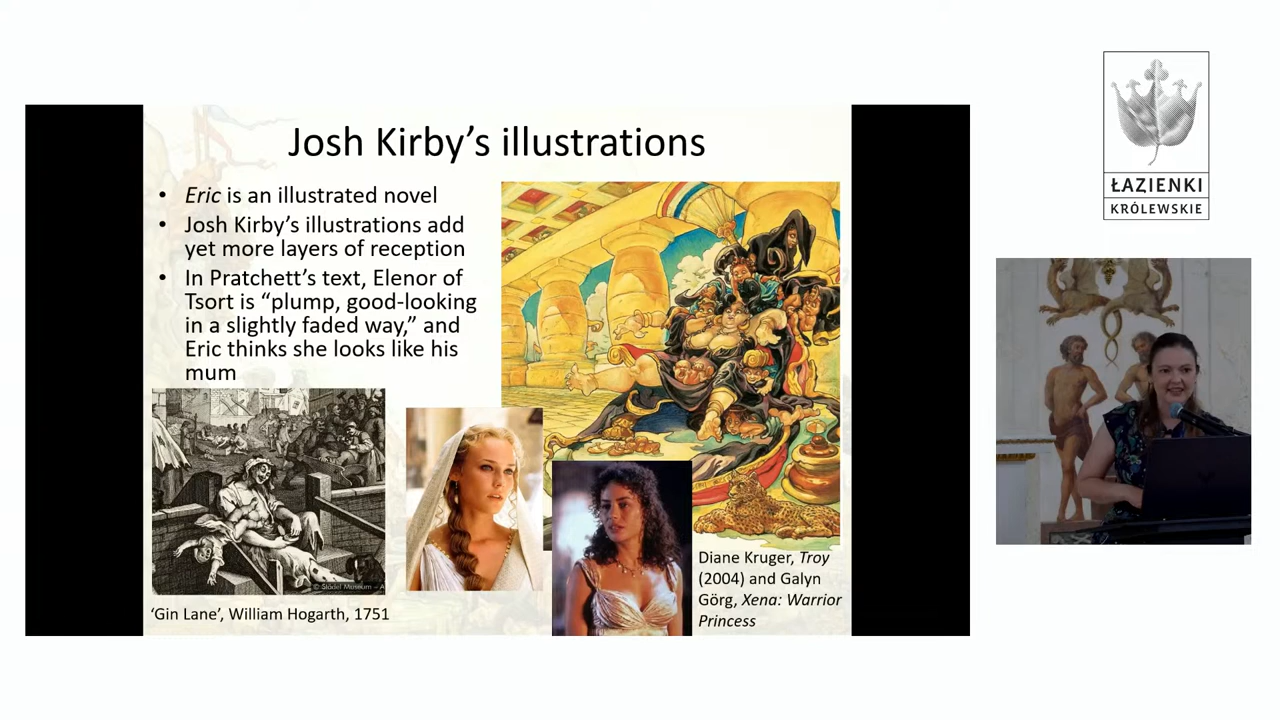 Josh Kirby’s illustrations
• Eric is an illustrated novel
• Josh Kirby’s illustrations add
yet more layers of reception
• In Pratchett’s text, Elenor of
Tsort is “plump, good-looking
in a slightly faded way,” and
Eric thinks she looks like his
mum
© Städel Museum – A
‘Gin Lane’, William Hogarth, 1751
Diane Kruger, Troy
(2004) and Galyn
Görg, Xena: Warrior
Princess
ŁAZIENKI
KRÓLEWSKIE